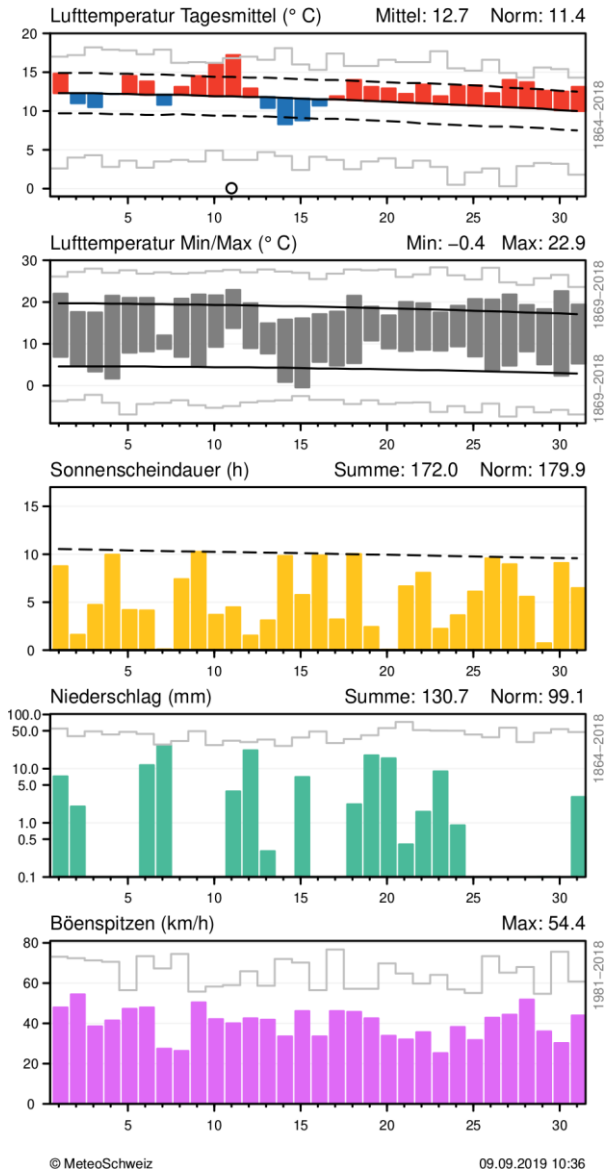 Lufttemperatur Tagesmittel (° C) Mittel: 12.7 Norm: 11.4
20
15
10
5
0
5 10 15 20 25 30
1864–2018
Lufttemperatur Min/Max (° C) Min: −0.4 Max: 22.9
30
20
10
0
5 10 15 20 25 30
1869–2018
1869–2018
Sonnenscheindauer (h) Summe: 172.0 Norm: 179.9
15
10
5
0
5 10 15 20 25 30
Niederschlag (mm) Summe: 130.7 Norm: 99.1
100.0
50.0
10.0
5.0
1.0
0.5
0.1
5 10 15 20 25 30
1864–2018
Böenspitzen (km/h) Max: 54.4
80
60
40
20
0
5 10 15 20 25 30
1981–2018
© MeteoSchweiz 09.09.2019 10:36